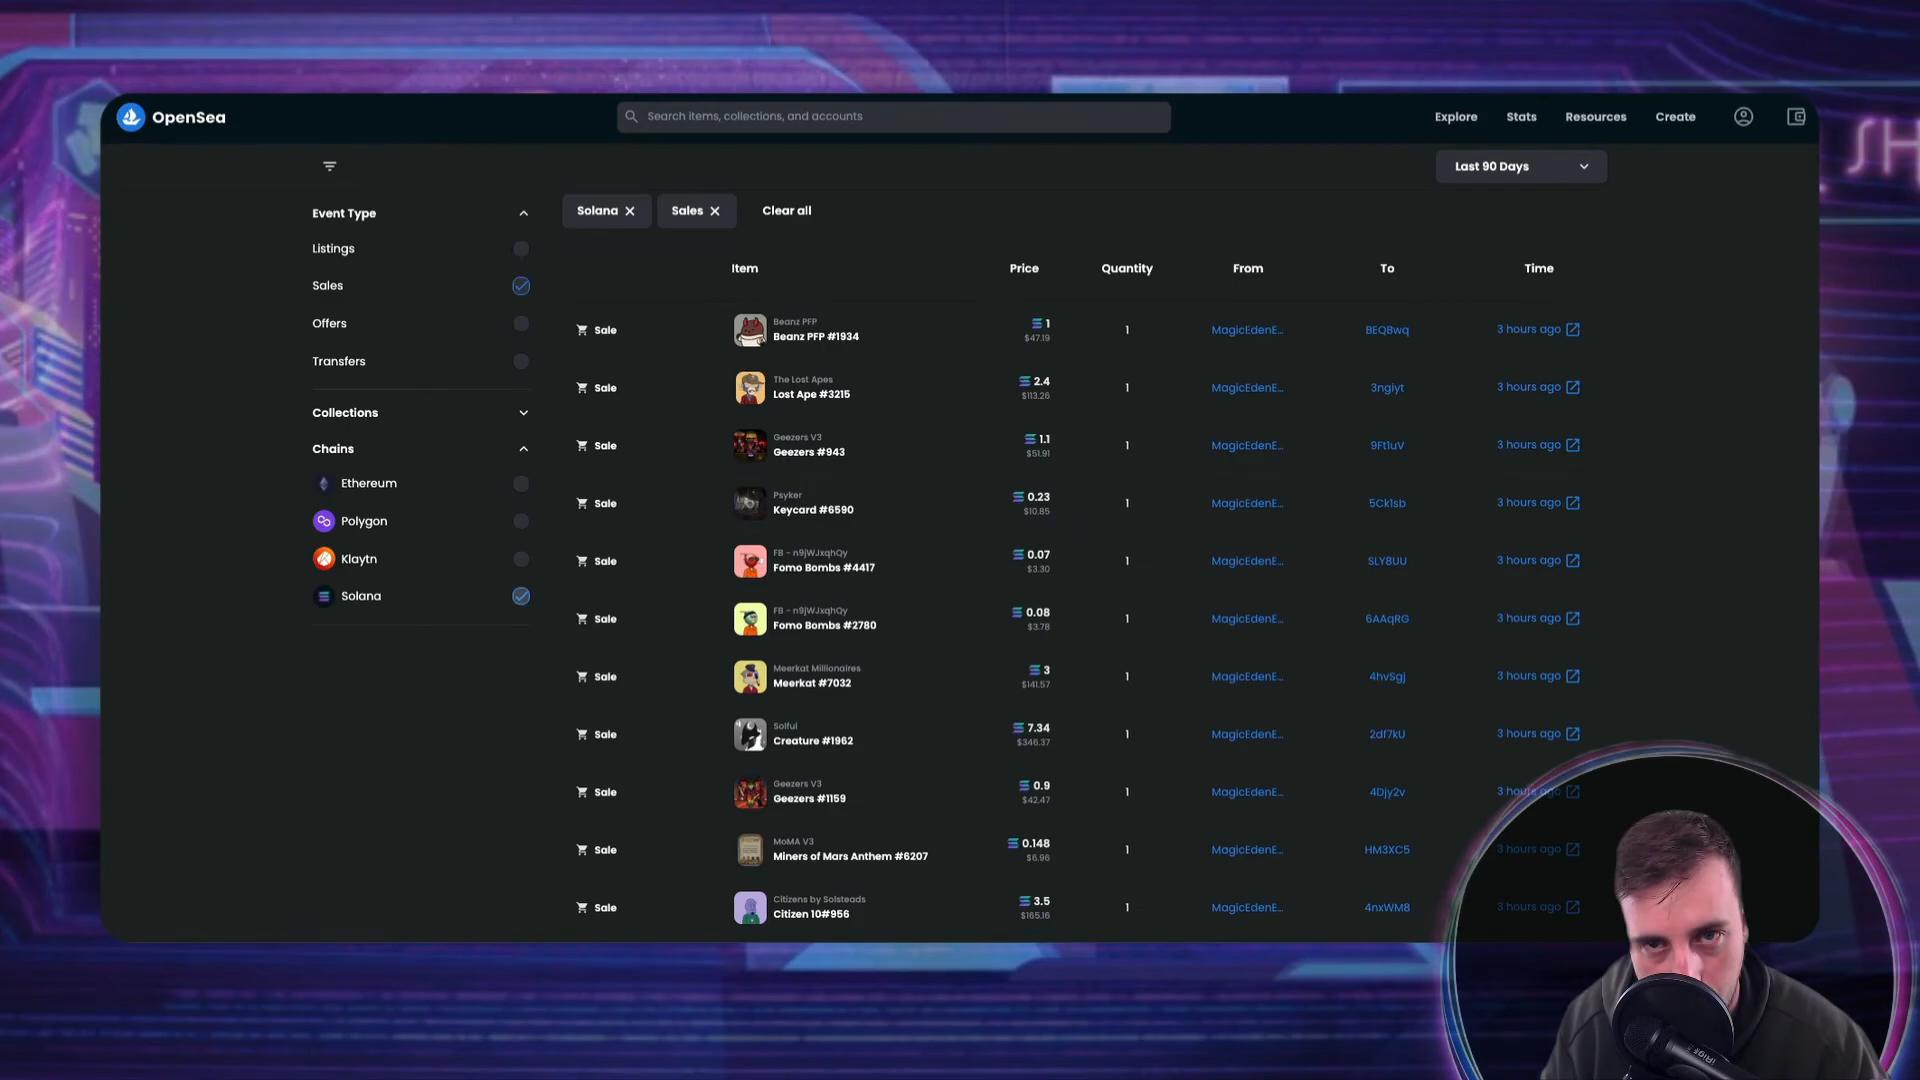 OpenSea
Search items, collections, and accounts
Explore Stats Resources Create
SH
Last 90 Days
Solana Sales Clear all
Event Type
Listings
Sales
Offers
Transfers
Collections
Chains
Ethereum
Polygon
Klaytn
Solana
Item Price Quantity From To Time
Sale Beanz PFP 1
Beanz PFP #1934 $47.19 1 MagicEdenE... BEQBwq 3 hours ago
Sale The Lost Apes 2.4
Lost Ape #3215 $113.26 1 MagicEdenE... 3ngiyt 3 hours ago
Sale Geezers V3 1.1
Geezers #943 $51.91 1 MagicEdenE... 9Ft1uV 3 hours ago
Sale Psyker 0.23
Keycard #6590 $10.85 1 MagicEdenE... 5Ck1sb 3 hours ago
Sale FB - n9jWJxqhQy 0.07
Fomo Bombs #4417 $3.30 1 MagicEdenE... SLY8UU 3 hours ago
Sale FB - n9jWJxqhQy 0.08
Fomo Bombs #2780 $3.78 1 MagicEdenE... 6AAqRG 3 hours ago
Sale Meerkat Millionaires 3
Meerkat #7032 $141.57 1 MagicEdenE... 4hvSgj 3 hours ago
Sale Solful 7.34
Creature #1962 $346.37 1 MagicEdenE... 2df7kU 3 hours ago
Sale Geezers V3 0.9
Geezers #1159 $42.47 1 MagicEdenE... 4Djy2v 3 hours ago
Sale MoMA V3 0.148
Miners of Mars Anthem #6207 $6.96 1 MagicEdenE... HM3XC5 3 hours ago
Sale Citizens by Solsteads 3.5
Citizen 10#956 $165.16 1 MagicEdenE... 4nxWM8 3 hours ago
iRig